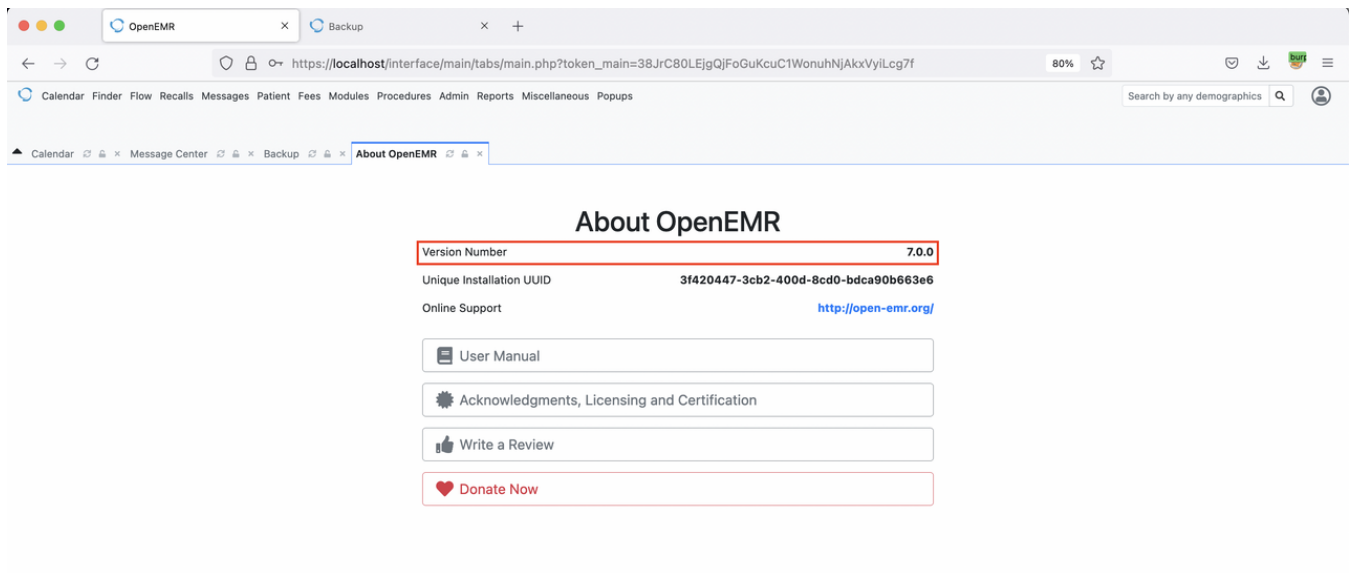 OpenEMR
Backup
https://localhost/interface/main/tabs/main.php?token_main=38JrC80LEjgQjFoGuKcuC1WonuhNjAkxVyiLcg7f 80%
Calendar Finder Flow Recalls Messages Patient Fees Modules Procedures Admin Reports Miscellaneous Popups Search by any demographics
Calendar Message Center Backup About OpenEMR
About OpenEMR
Version Number 7.0.0
Unique Installation UUID 3f420447-3cb2-400d-8cd0-bdca90b663e6
Online Support http://open-emr.org/
User Manual
Acknowledgments, Licensing and Certification
Write a Review
Donate Now